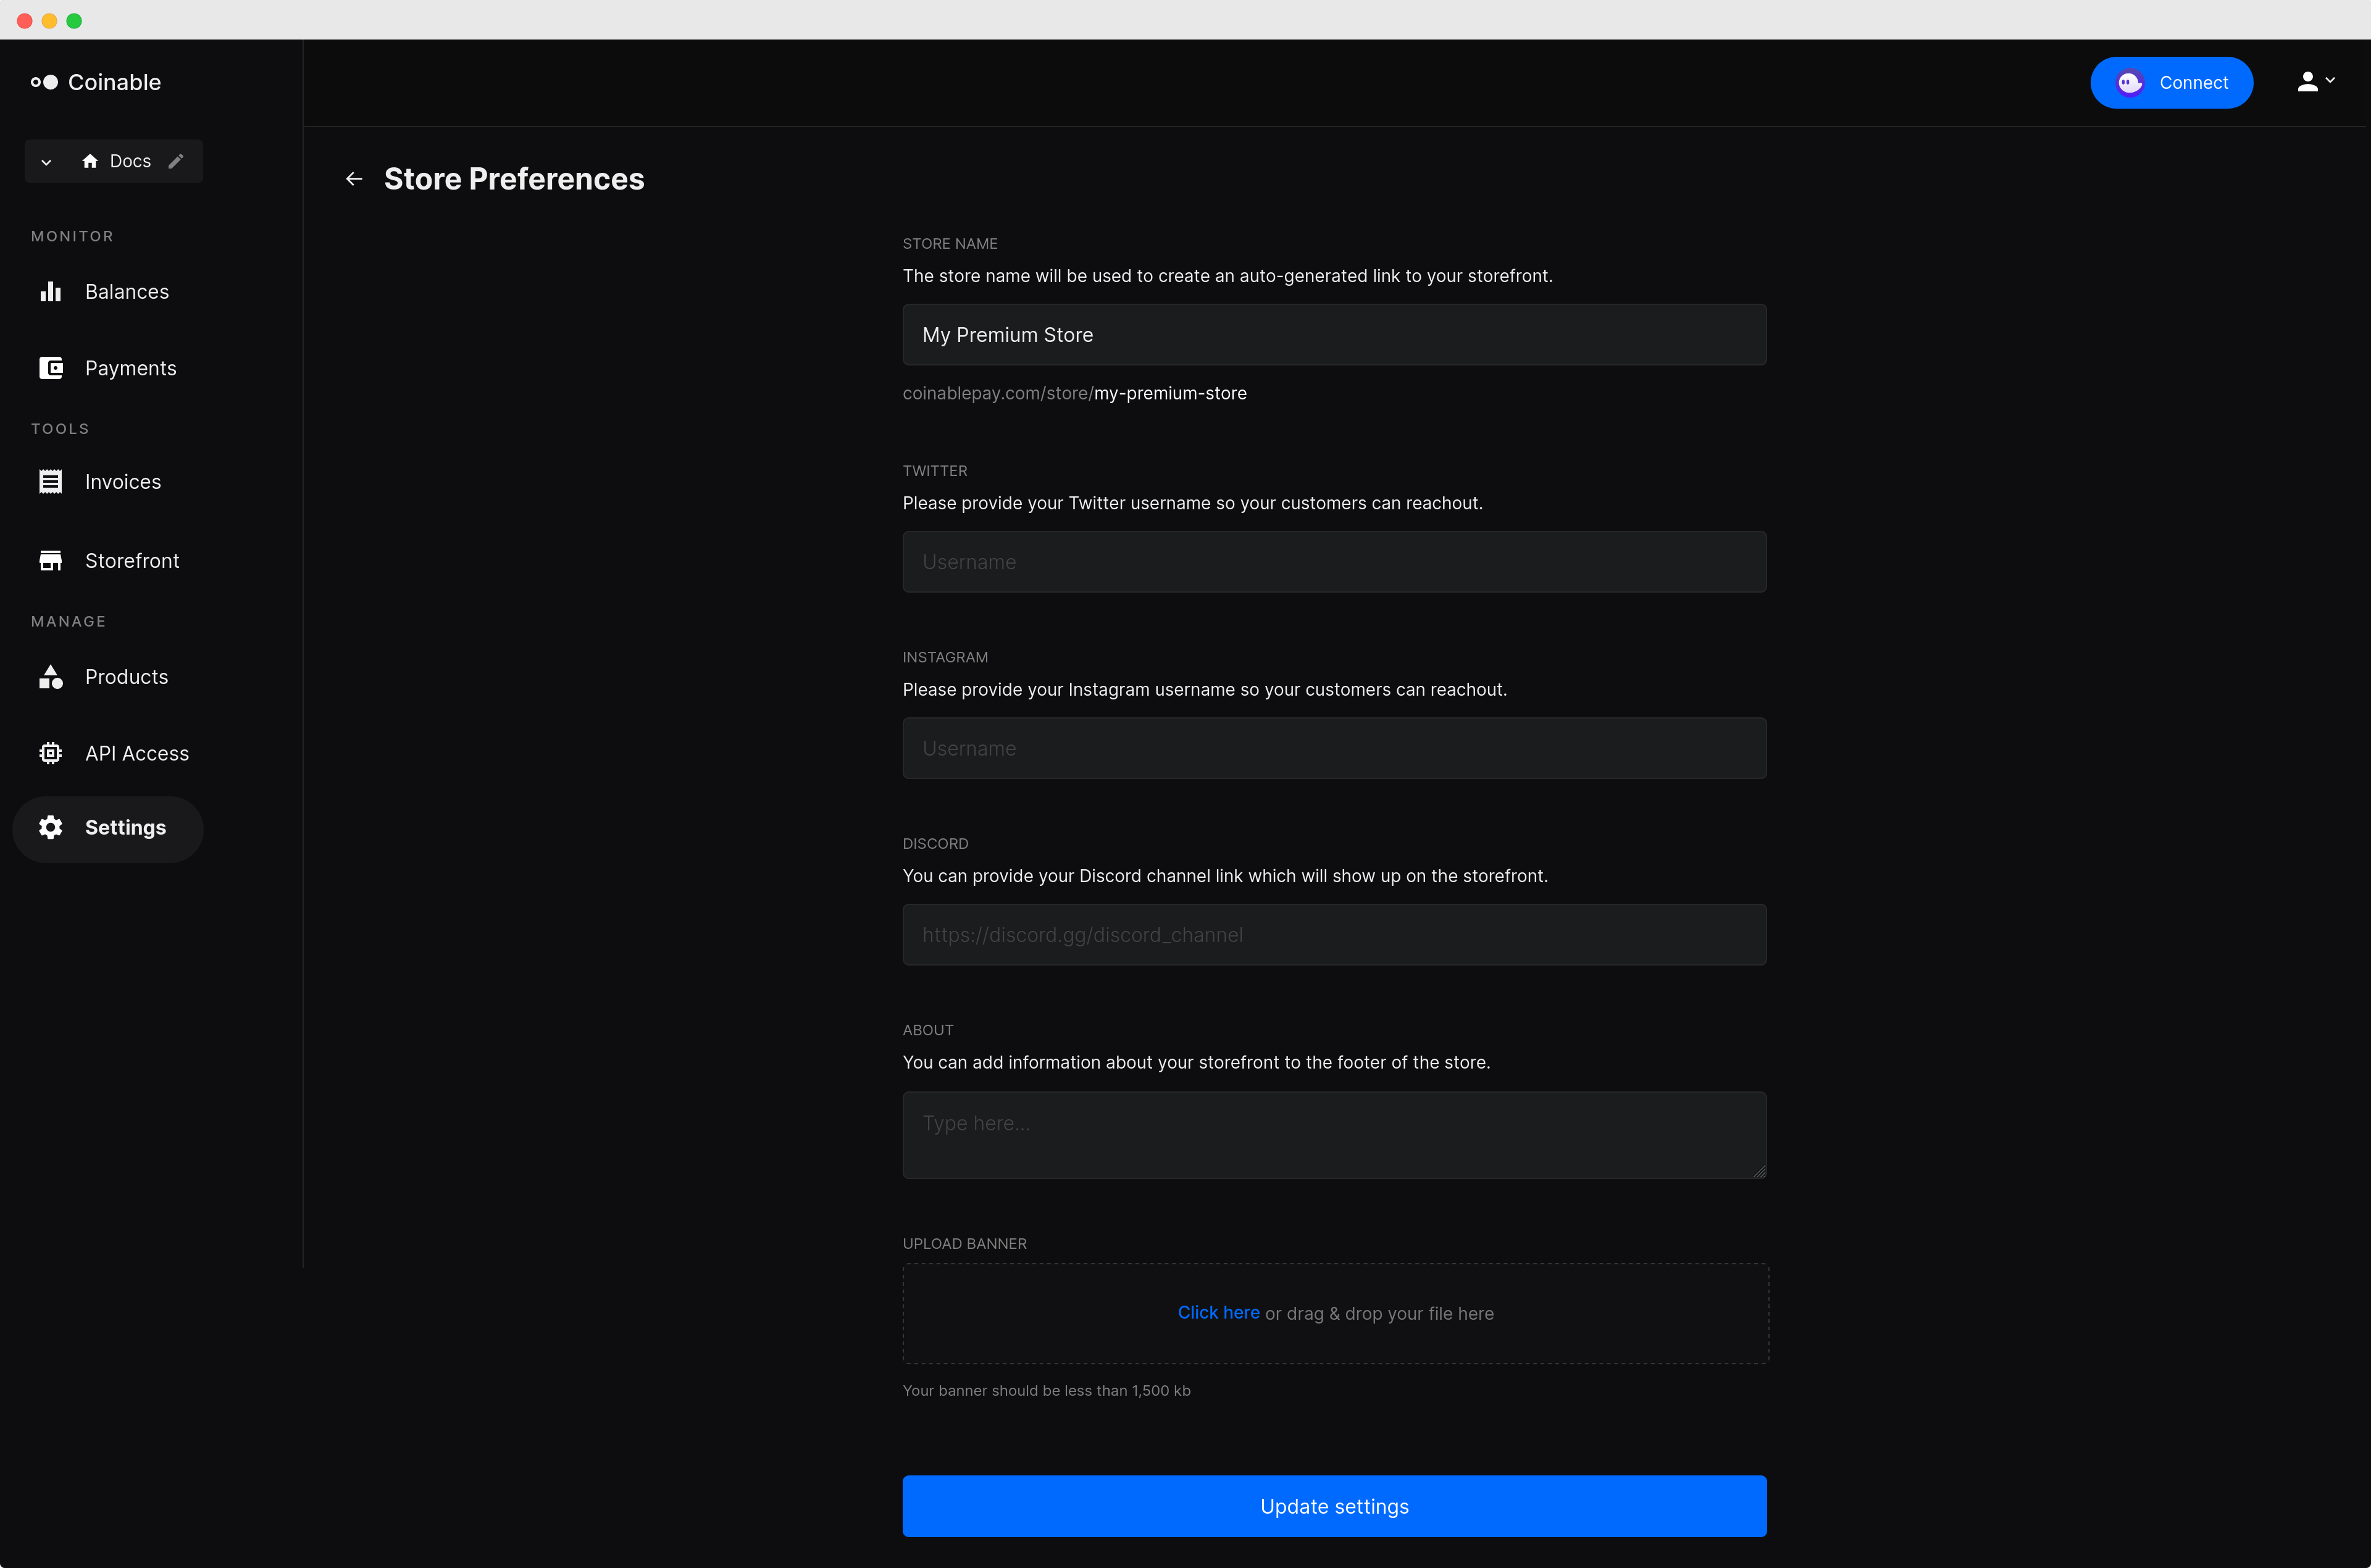 Coinable
Connect
Docs
Store Preferences
MONITOR
Balances
Payments
TOOLS
Invoices
Storefront
MANAGE
Products
API Access
Settings
STORE NAME
The store name will be used to create an auto-generated link to your storefront.
My Premium Store
coinablepay.com/store/my-premium-store
TWITTER
Please provide your Twitter username so your customers can reachout.
Username
INSTAGRAM
Please provide your Instagram username so your customers can reachout.
Username
DISCORD
You can provide your Discord channel link which will show up on the storefront.
https://discord.gg/discord_channel
ABOUT
You can add information about your storefront to the footer of the store.
Type here...
UPLOAD BANNER
Click here or drag & drop your file here
Your banner should be less than 1,500 kb
Update settings